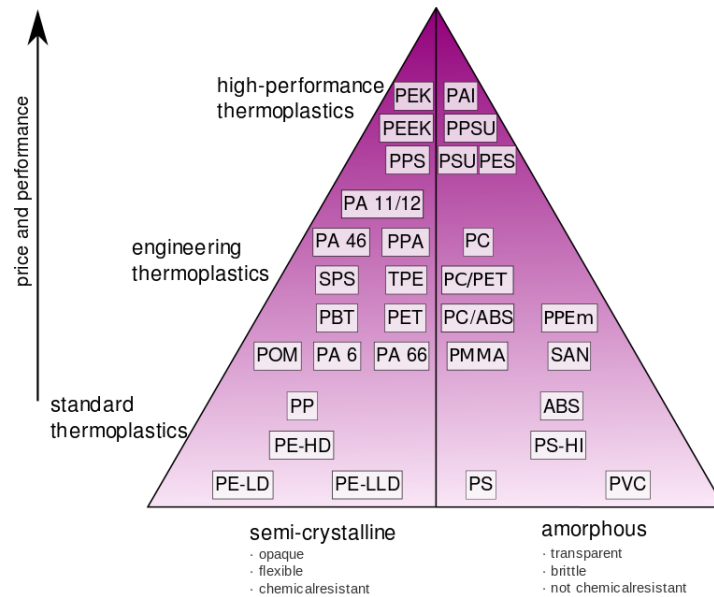 high-performance
thermoplastics
PEK
PAI
PEEK
PPSU
PPS
PSU
PES
price and performance
PA 11/12
engineering
thermoplastics
PA 46
PPA
PC
SPS
TPE
PC/PET
PBT
PET
PC/ABS
PPEm
POM
PA 6
PA 66
PMMA
SAN
standard
thermoplastics
PP
ABS
PE-HD
PS-HI
PE-LD
PE-LLD
PS
PVC
semi-crystalline
· opaque
· flexible
· chemicalresistant
amorphous
· transparent
· brittle
· not chemicalresistant